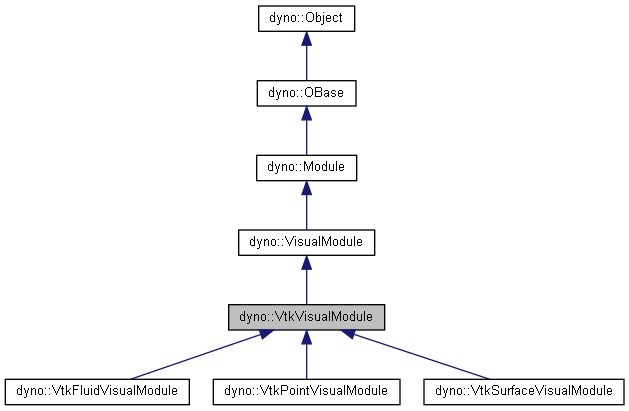 dyno::Object
dyno::OBase
dyno::Module
dyno::VisualModule
dyno::VtkVisualModule
dyno::VtkFluidVisualModule
dyno::VtkPointVisualModule
dyno::VtkSurfaceVisualModule